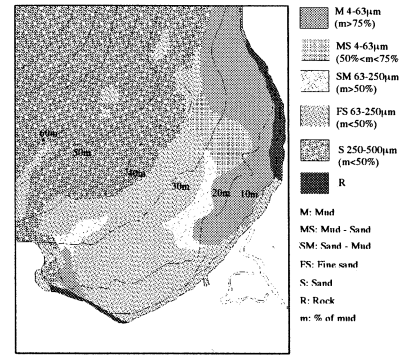 M 4-63µm
(m>75%)
MS 4-63µm
(50%<m<75%
SM 63-250µm
(m>50%)
FS 63-250µm
(m<50%)
S 250-500µm
(m<50%)
R
M: Mud
MS: Mud - Sand
SM: Sand - Mud
FS: Fine sand
S: Sand
R: Rock
m: % of mud
60m
50m
40m
30m
20m
10m